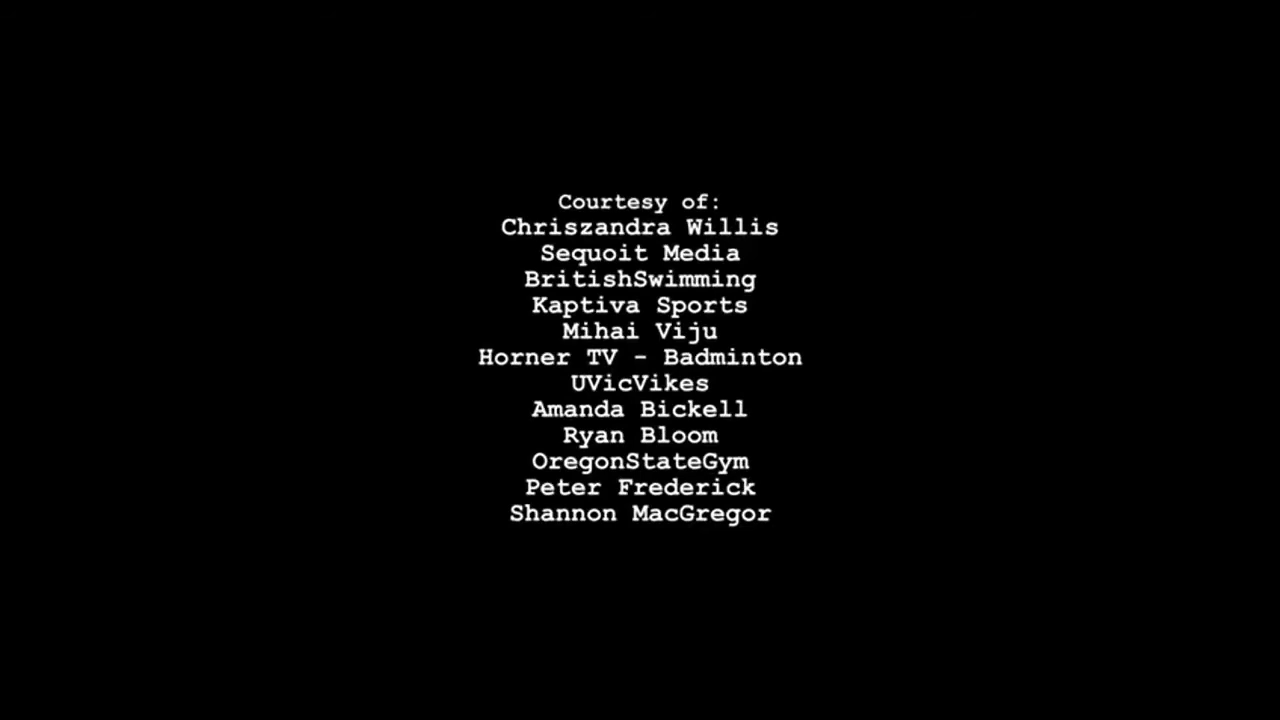 Courtesy of:
Chriszandra Willis
Sequoit Media
BritishSwimming
Kaptiva Sports
Mihai Viju
Horner TV - Badminton
UVicVikes
Amanda Bickell
Ryan Bloom
OregonStateGym
Peter Frederick
Shannon MacGregor